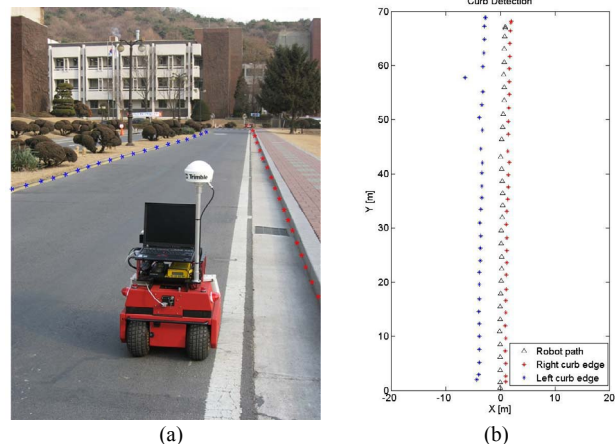 Trimble
Curb Detection
70
60
50
40
30
20
10
0
Y [m]
-20
-10
0
10
20
X [m]
Robot path
Right curb edge
Left curb edge
(a)
(b)